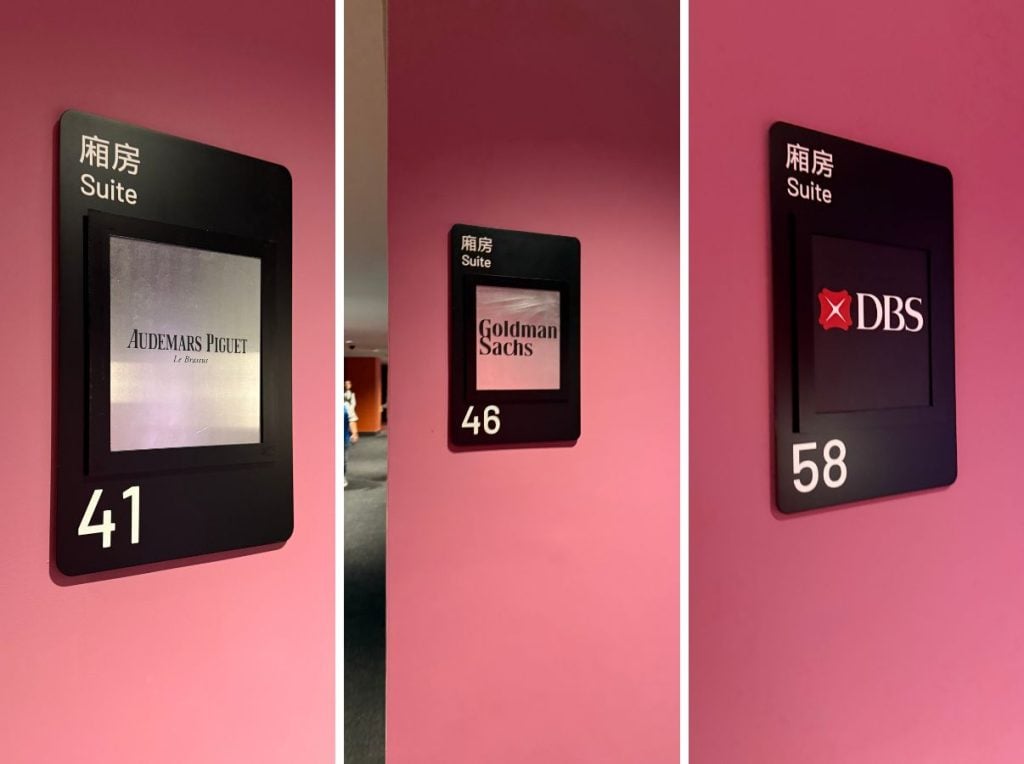 廂房
Suite
AUDEMARS PIGUET
Le Brassus
41
廂房
Suite
Goldman
Sachs
46
廂房
Suite
DBS
58